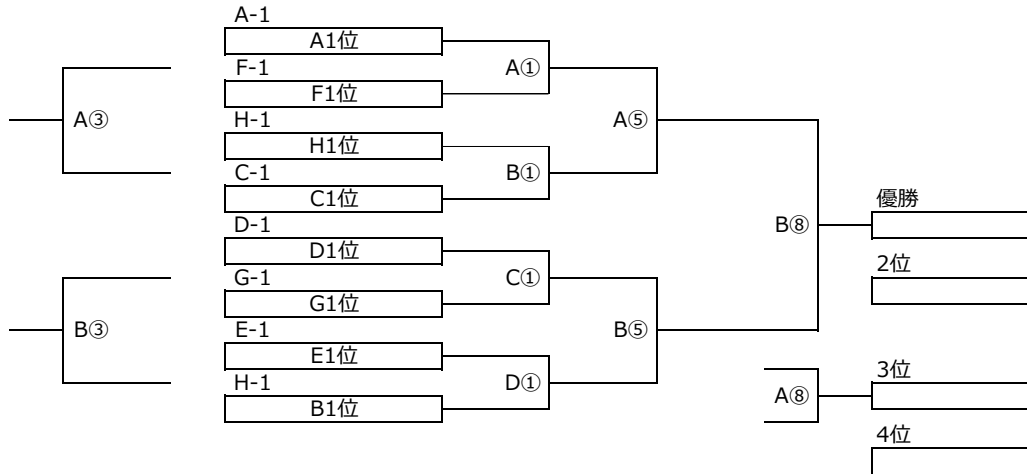 A-1
A1位
F-1
A①
F1位
A③
A⑤
H-1
H1位
C-1
B①
C1位
優勝
D-1
B⑧
D1位
G-1
C①
2位
G1位
B③
B⑤
E-1
E1位
3位
H-1
D①
A⑧
B1位
4位